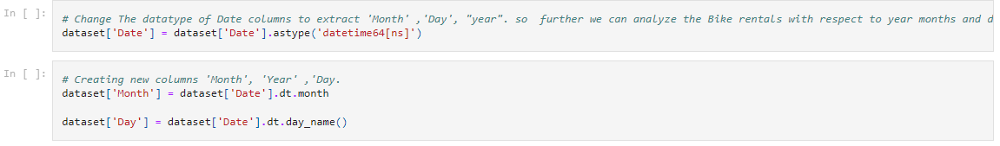 In [ ]:
# Change The datatype of Date columns to extract 'Month' ,'Day', "year". so  further we can analyze the Bike rentals with respect to year months and d
dataset['Date'] = dataset['Date'].astype('datetime64[ns]')
In [ ]:
# Creating new columns 'Month', 'Year' ,'Day.
dataset['Month'] = dataset['Date'].dt.month
dataset['Day'] = dataset['Date'].dt.day_name()